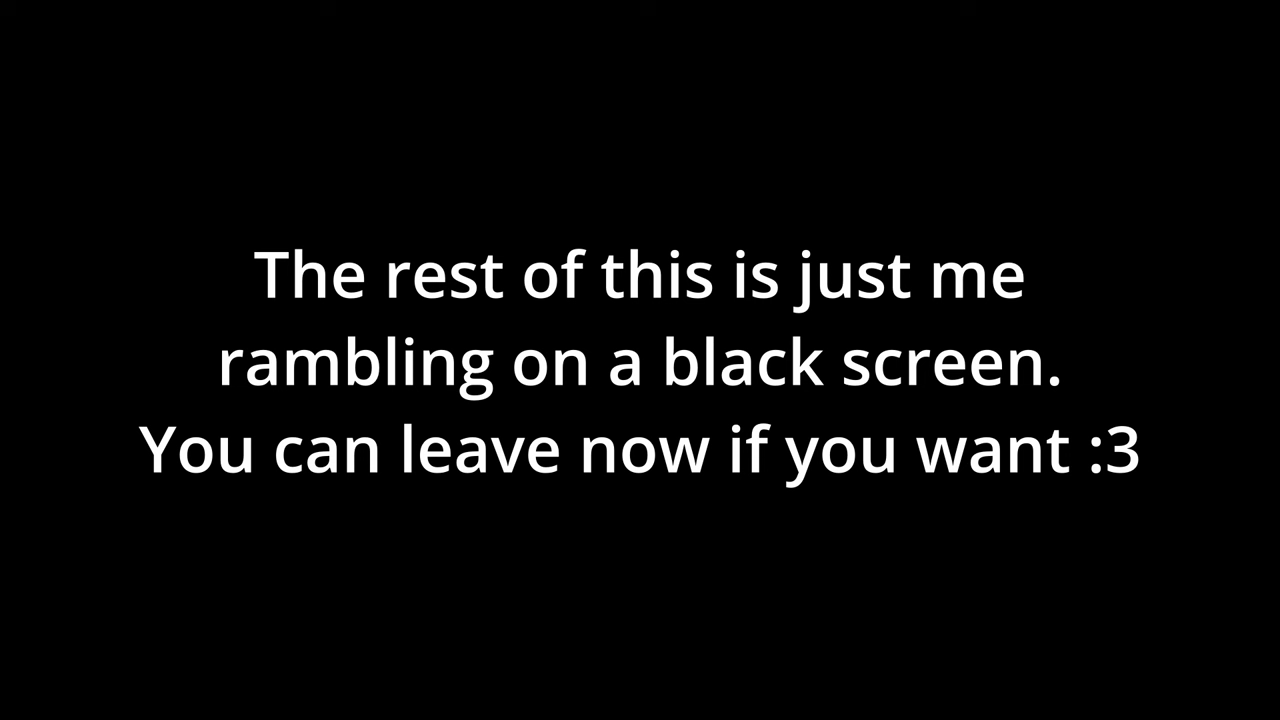 The rest of this is just me
rambling on a black screen.
You can leave now if you want :3